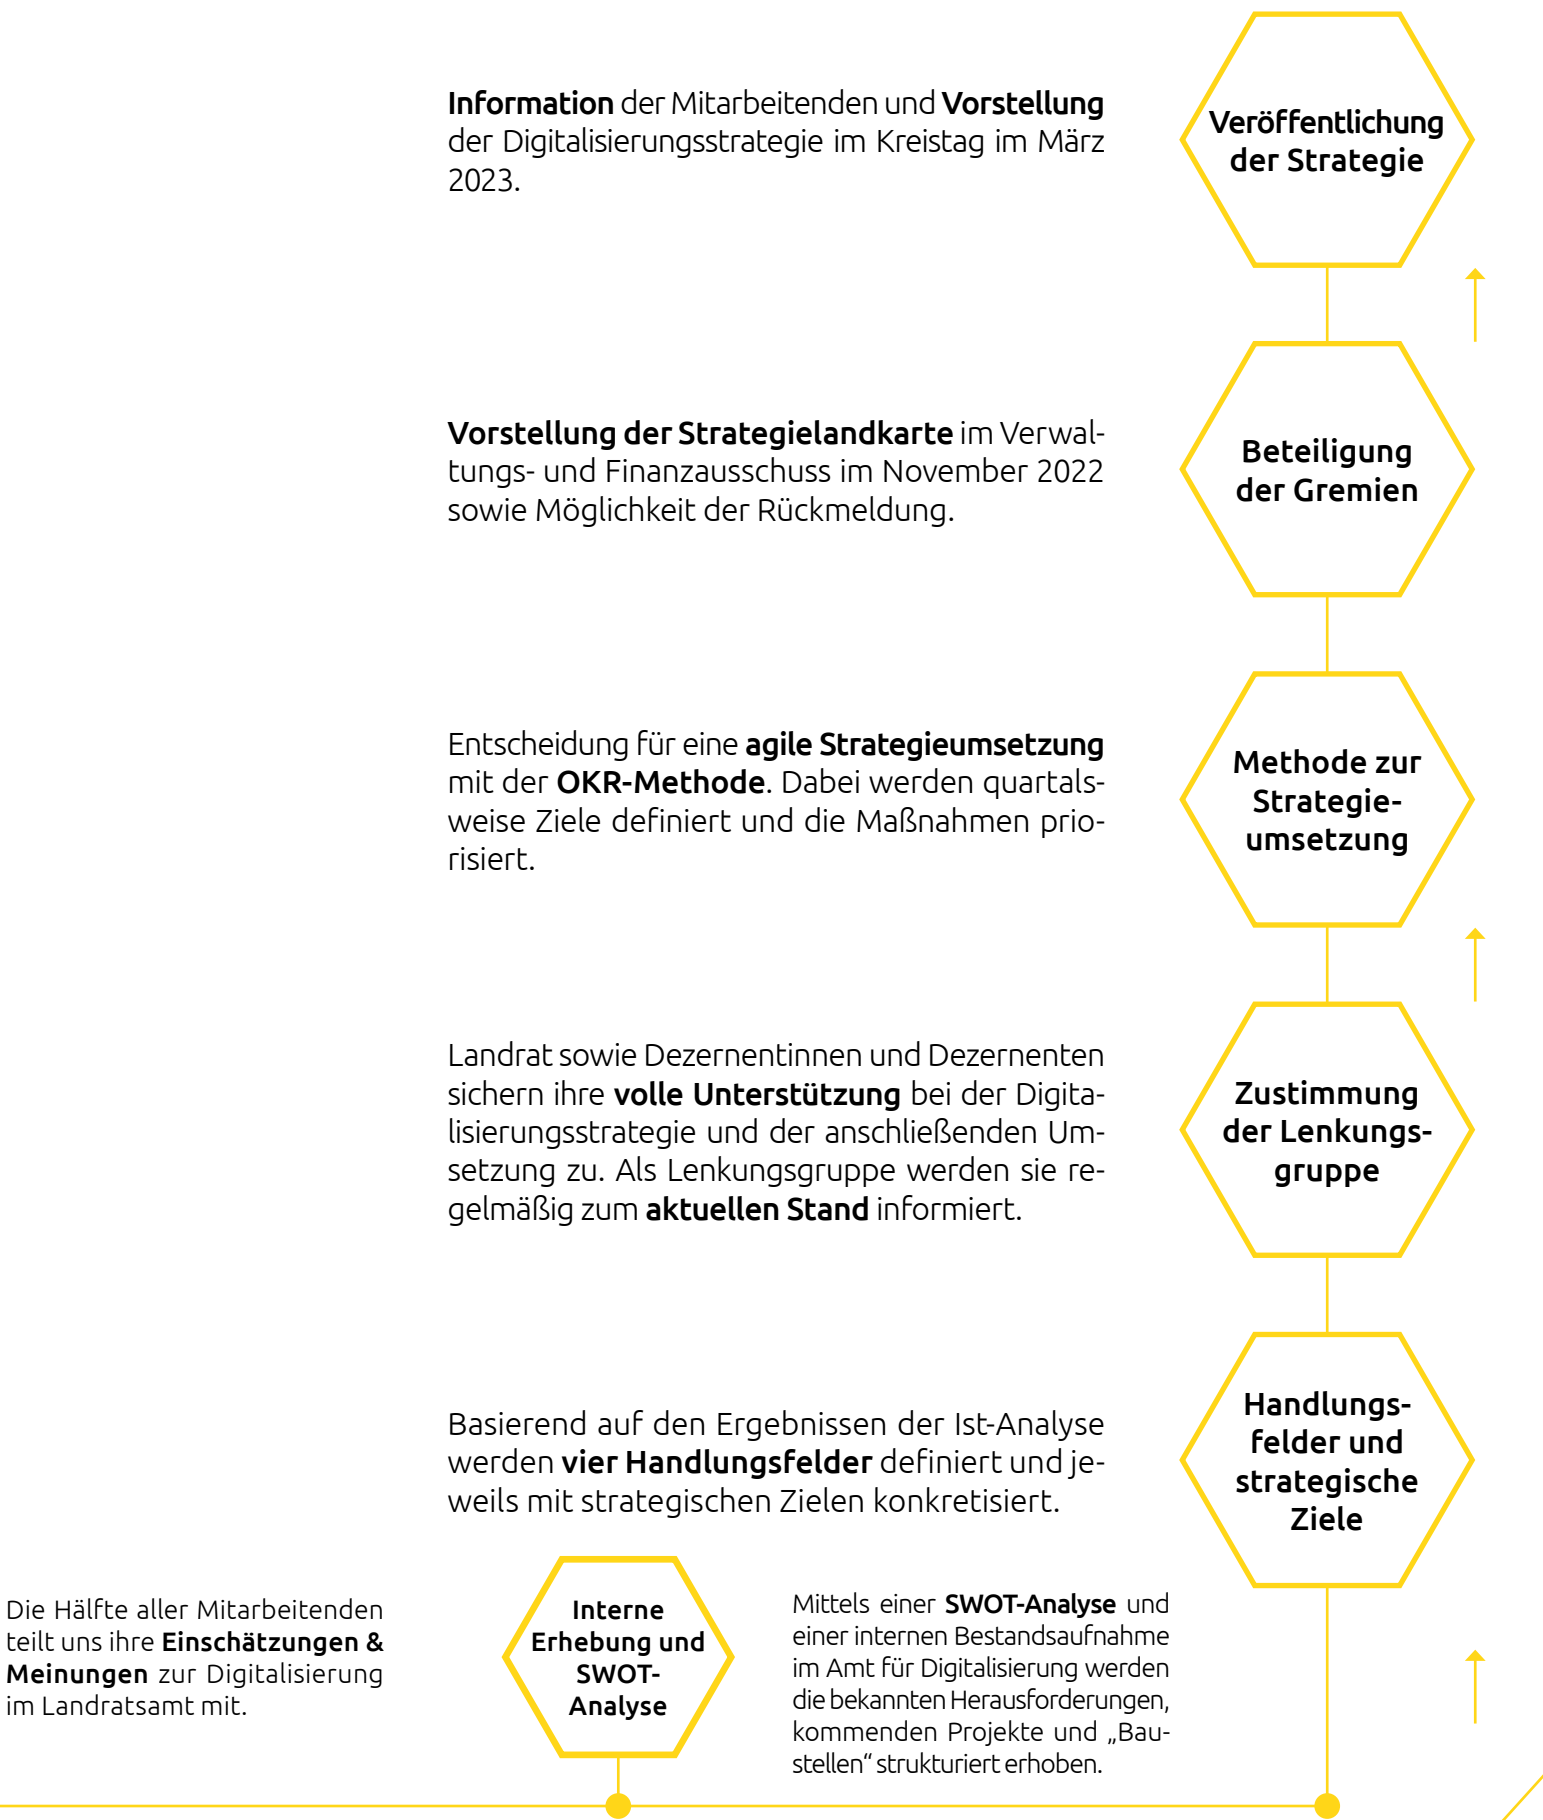 Information der Mitarbeitenden und Vorstellung
der Digitalisierungsstrategie im Kreistag im März
2023.
Veröffentlichung
der Strategie
Vorstellung der Strategielandkarte im Verwal-
tungs- und Finanzausschuss im November 2022
sowie Möglichkeit der Rückmeldung.
Beteiligung
der Gremien
Entscheidung für eine agile Strategieumsetzung
mit der OKR-Methode. Dabei werden quartals-
weise Ziele definiert und die Maßnahmen prio-
risiert.
Methode zur
Strategie-
umsetzung
Landrat sowie Dezernentinnen und Dezernenten
sichern ihre volle Unterstützung bei der Digita-
lisierungsstrategie und der anschließenden Um-
setzung zu. Als Lenkungsgruppe werden sie re-
gelmäßig zum aktuellen Stand informiert.
Zustimmung
der Lenkungs-
gruppe
Basierend auf den Ergebnissen der Ist-Analyse
werden vier Handlungsfelder definiert und je-
weils mit strategischen Zielen konkretisiert.
Handlungs-
felder und
strategische
Ziele
Die Hälfte aller Mitarbeitenden
teilt uns ihre Einschätzungen &
Meinungen zur Digitalisierung
im Landratsamt mit.
Interne
Erhebung und
SWOT-
Analyse
Mittels einer SWOT-Analyse und
einer internen Bestandsaufnahme
im Amt für Digitalisierung werden
die bekannten Herausforderungen,
kommenden Projekte und „Bau-
stellen“ strukturiert erhoben.